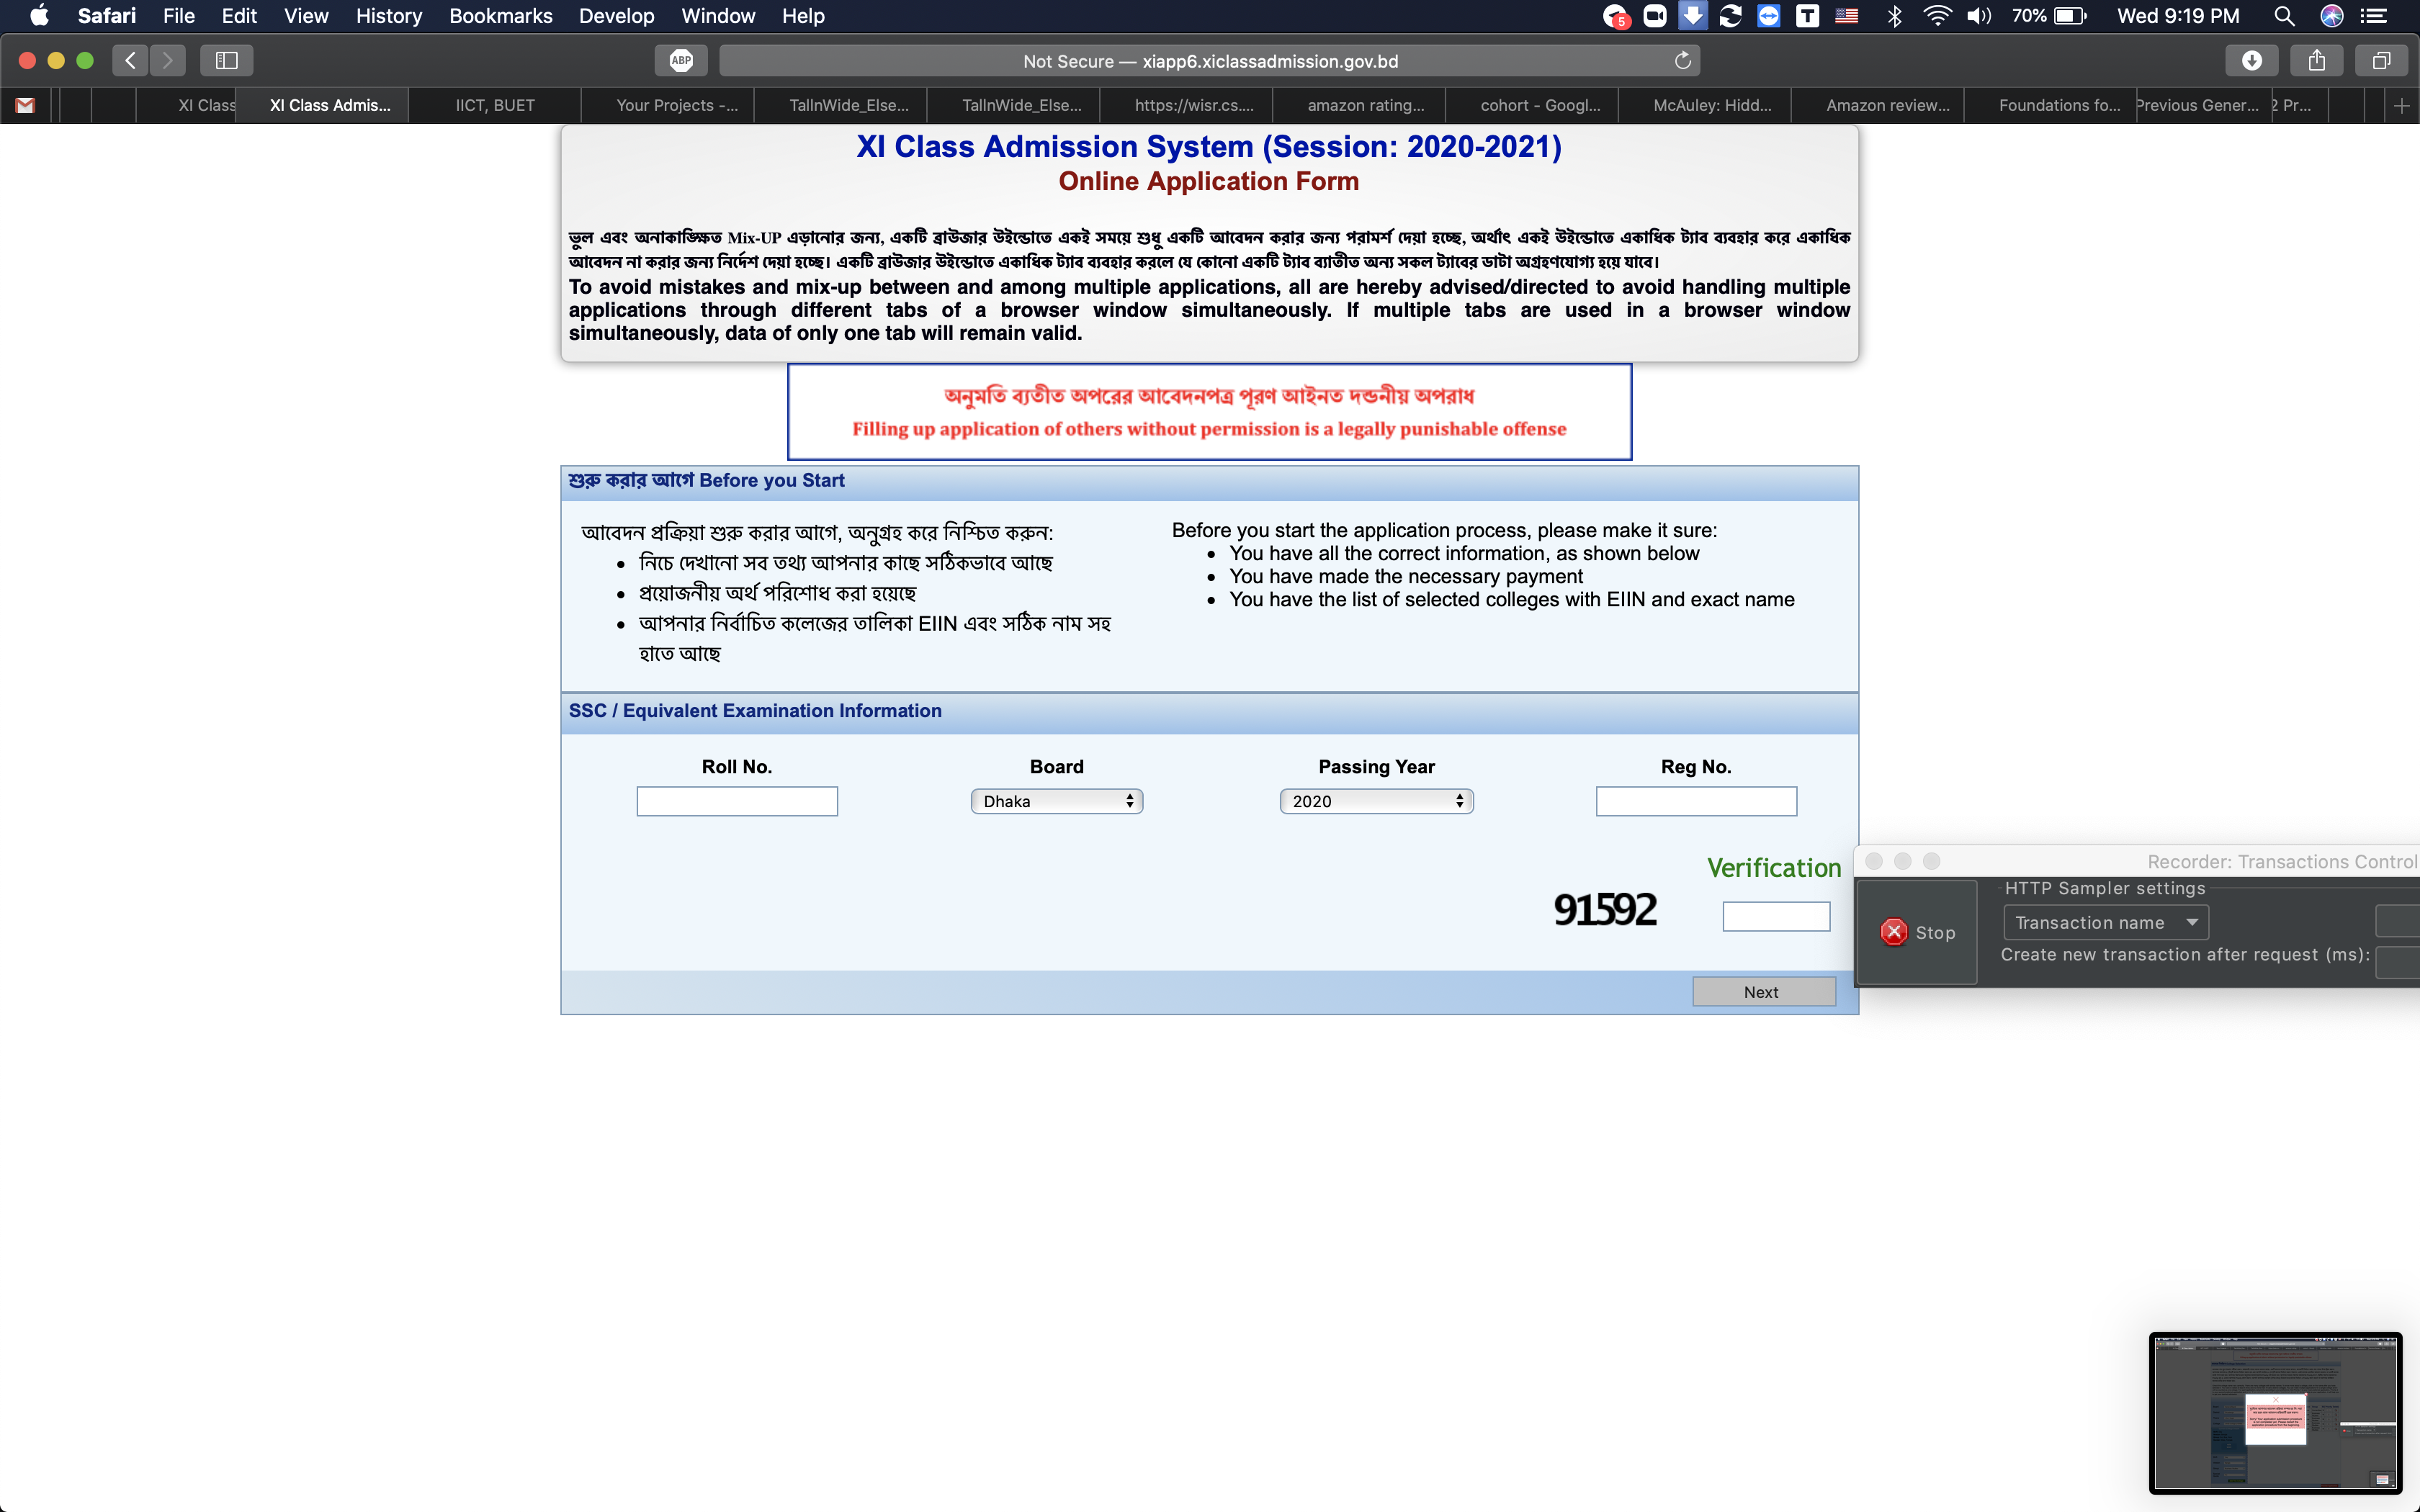 Safari File Edit View History Bookmarks Develop Window Help
5 T 70% Wed 9:19 PM
ABP Not Secure — xiapp6.xiclassadmission.gov.bd
XI Class XI Class Admis... IICT, BUET Your Projects -... TallnWide_Else... TallnWide_Else... https://wisr.cs.... amazon rating... cohort - Googl... McAuley: Hidd... Amazon review... Foundations fo... Previous Gener... 2 Pr...
XI Class Admission System (Session: 2020-2021)
Online Application Form
ভুল এবং অনাকাঙ্ক্ষিত Mix-UP এড়ানোর জন্য, একটি ব্রাউজার উইন্ডোতে একই সময়ে শুধু একটি আবেদন করার জন্য পরামর্শ দেয়া হচ্ছে, অর্থাৎ একই উইন্ডোতে একাধিক ট্যাব ব্যবহার করে একাধিক
আবেদন না করার জন্য নির্দেশ দেয়া হচ্ছে। একটি ব্রাউজার উইন্ডোতে একাধিক ট্যাব ব্যবহার করলে যে কোনো একটি ট্যাব ব্যাতীত অন্য সকল ট্যাবের ডাটা অগ্রহণযোগ্য হয়ে যাবে।
To avoid mistakes and mix-up between and among multiple applications, all are hereby advised/directed to avoid handling multiple
applications through different tabs of a browser window simultaneously. If multiple tabs are used in a browser window
simultaneously, data of only one tab will remain valid.
অনুমতি ব্যতীত অপরের আবেদনপত্র পূরণ আইনত দন্ডনীয় অপরাধ
Filling up application of others without permission is a legally punishable offense
শুরু করার আগে Before you Start
আবেদন প্রক্রিয়া শুরু করার আগে, অনুগ্রহ করে নিশ্চিত করুন:
• নিচে দেখানো সব তথ্য আপনার কাছে সঠিকভাবে আছে
• প্রয়োজনীয় অর্থ পরিশোধ করা হয়েছে
• আপনার নির্বাচিত কলেজের তালিকা EIIN এবং সঠিক নাম সহ
হাতে আছে
Before you start the application process, please make it sure:
• You have all the correct information, as shown below
• You have made the necessary payment
• You have the list of selected colleges with EIIN and exact name
SSC / Equivalent Examination Information
Roll No. Board Passing Year Reg No.
Dhaka 2020
Verification
91592
Next
Recorder: Transactions Control
HTTP Sampler settings
Transaction name
Stop
Create new transaction after request (ms):